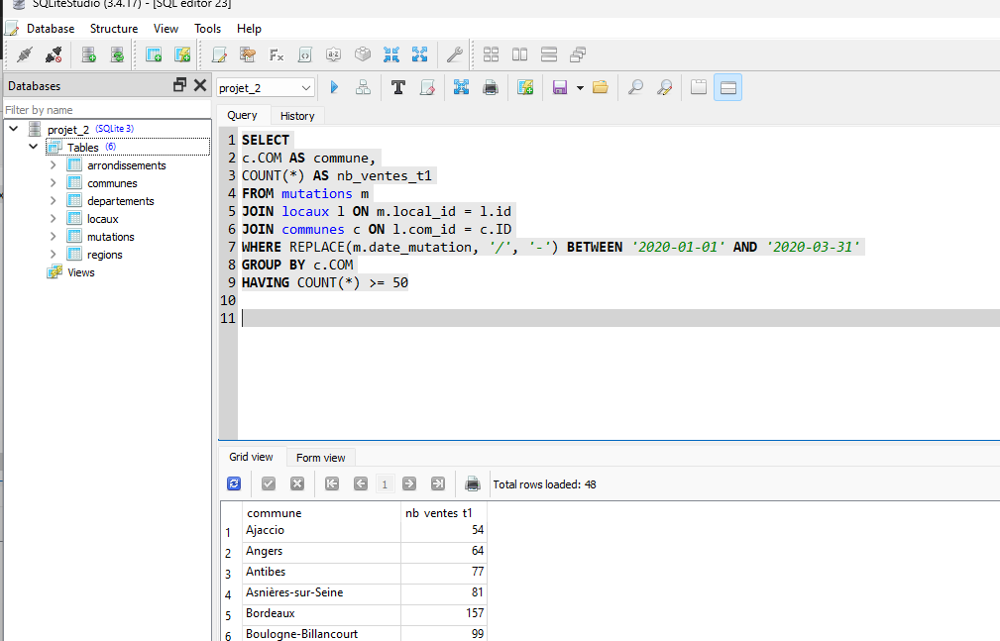 SQLiteStudio (3.4.17) - [SQL editor 23]
Database Structure View Tools Help
Databases
projet_2
Filter by name
Query History
projet_2 (SQLite 3)
Tables (6)
arrondissements
communes
departements
locaux
mutations
regions
Views
1 SELECT
2 c.COM AS commune,
3 COUNT(*) AS nb_ventes_t1
4 FROM mutations m
5 JOIN locaux l ON m.local_id = l.id
6 JOIN communes c ON l.com_id = c.ID
7 WHERE REPLACE(m.date_mutation, '/', '-') BETWEEN '2020-01-01' AND '2020-03-31'
8 GROUP BY c.COM
9 HAVING COUNT(*) >= 50
10
11
Grid view Form view
1 Total rows loaded: 48
commune nb ventes t1
1 Ajaccio 54
2 Angers 64
3 Antibes 77
4 Asnières-sur-Seine 81
5 Bordeaux 157
6 Boulogne-Billancourt 99